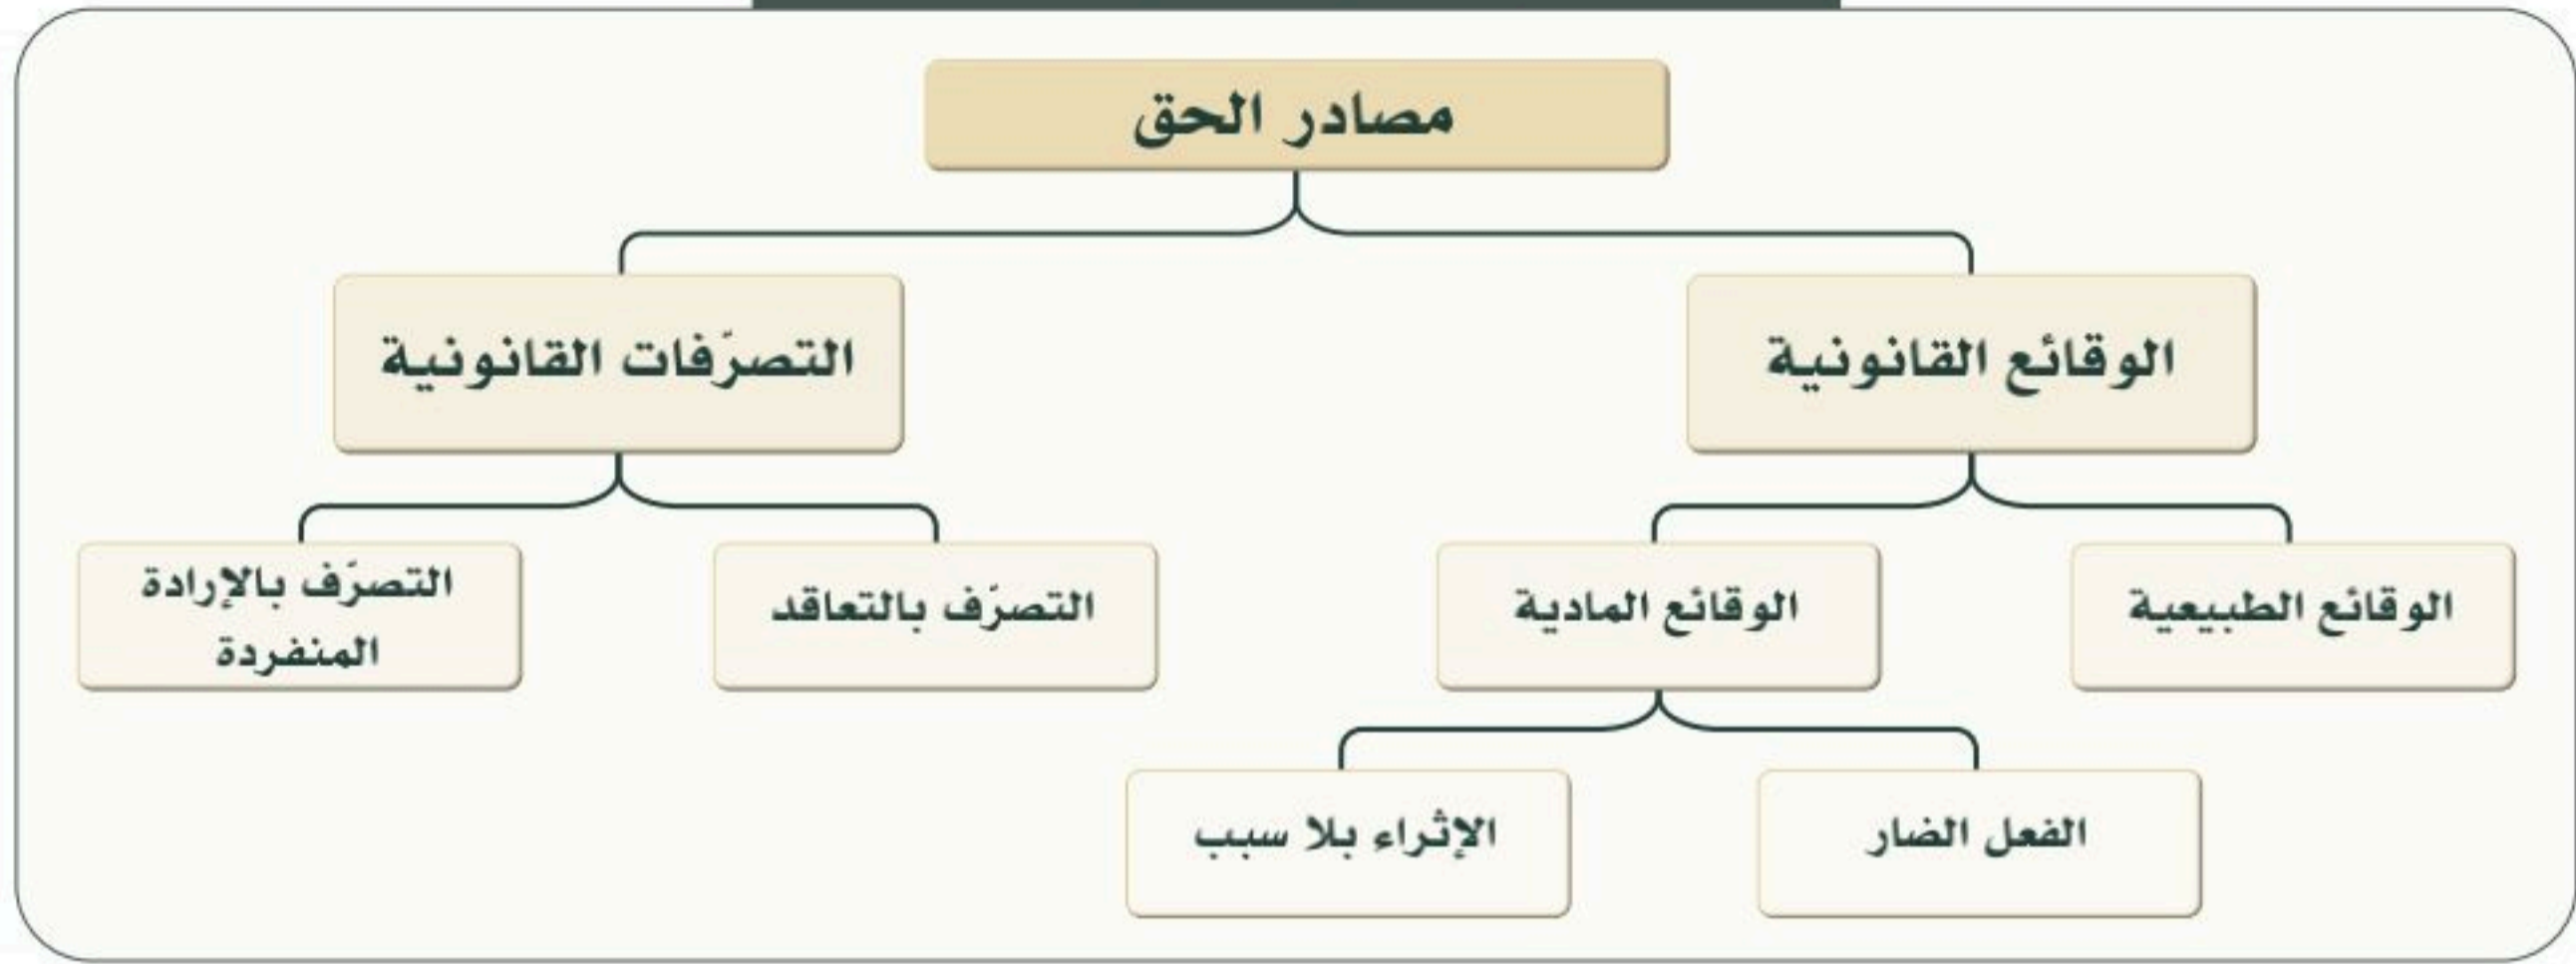 مصادر الحق
الوقائع القانونية
التصرّفات القانونية
الوقائع الطبيعية
الوقائع المادية
التصرّف بالتعاقد
التصرّف بالإرادة
المنفردة
الفعل الضار
الإثراء بلا سبب